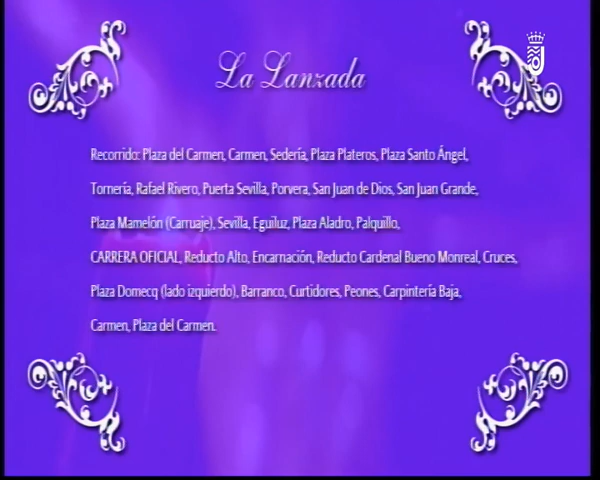 La Lanzada
Recorrido: Plaza del Carmen, Carmen, Sedería, Plaza Plateros, Plaza Santo Ángel,
Tornería, Rafael Rivero, Puerta Sevilla, Porvera, San Juan de Dios, San Juan Grande,
Plaza Mamelón (Carruaje), Sevilla, Eguiluz, Plaza Aladro, Palquillo,
CARRERA OFICIAL, Reducto Alto, Encarnación, Reducto Cardenal Bueno Monreal, Cruces,
Plaza Domecq (lado izquierdo), Barranco, Curtidores, Peones, Carpintería Baja,
Carmen, Plaza del Carmen.